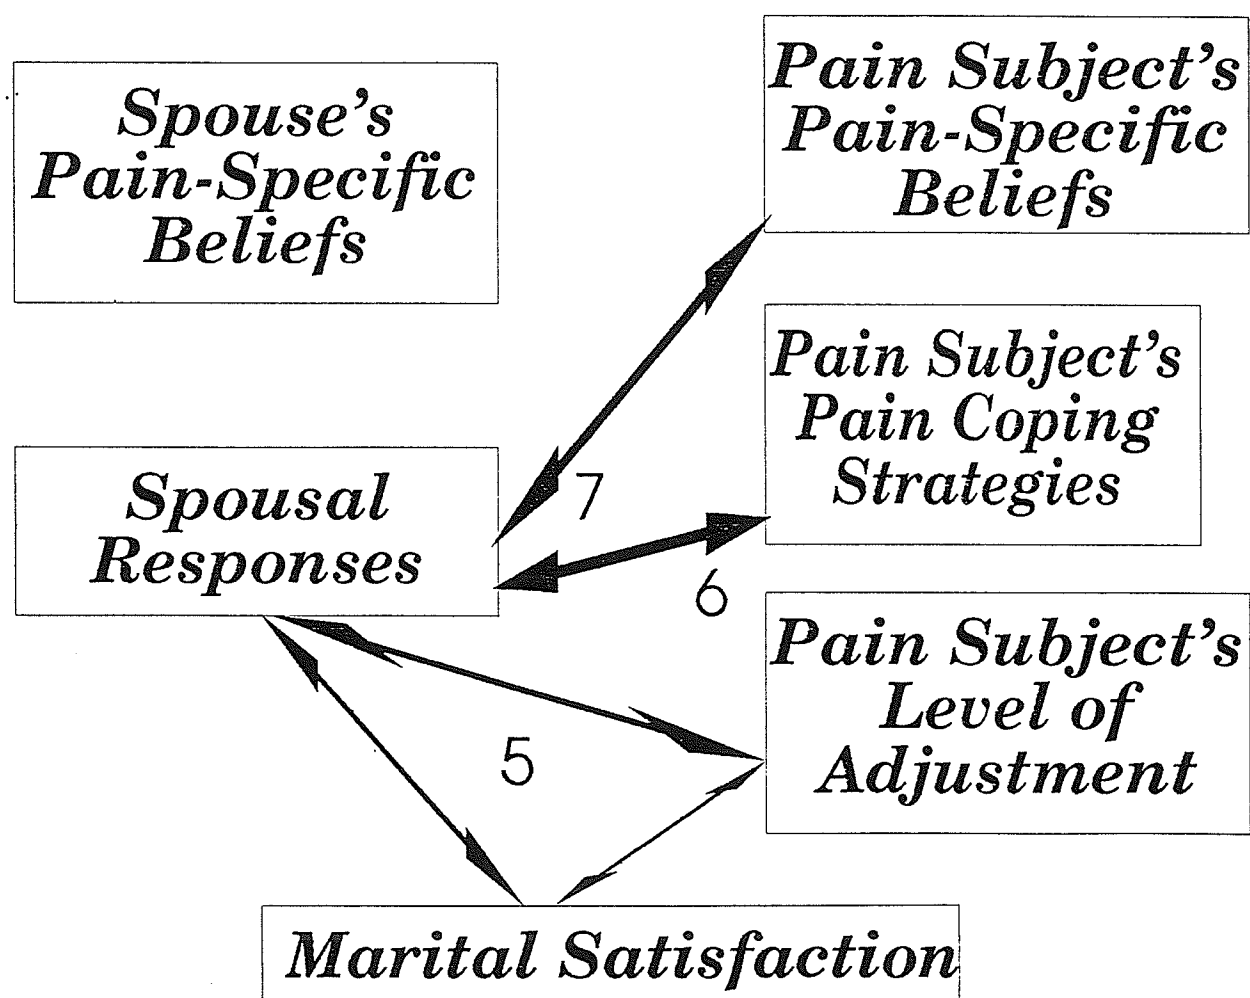 Spouse's
Pain-Specific
Beliefs
Pain Subject's
Pain-Specific
Beliefs
Pain Subject's
Pain Coping
Strategies
Spousal
Responses
7
6
Pain Subject's
Level of
Adjustment
5
Marital Satisfaction